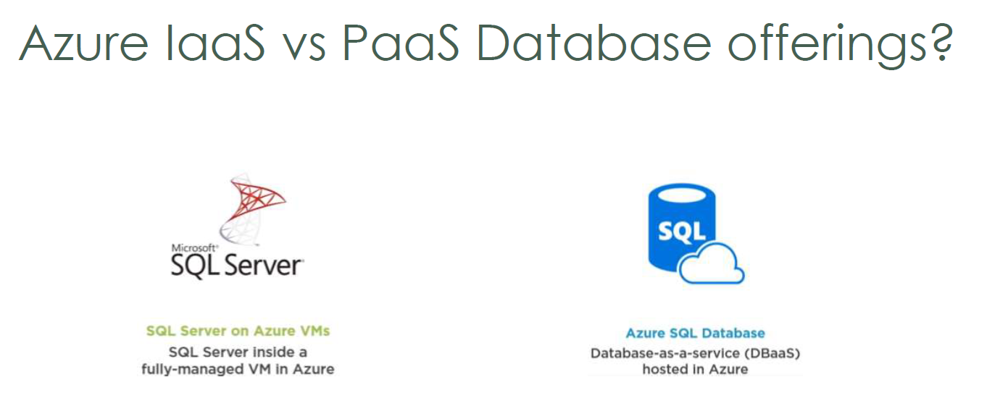 Azure IaaS vs PaaS Database offerings?
Microsoft®
SQL Server
SQL
SQL Server on Azure VMs
SQL Server inside a
fully-managed VM in Azure
Azure SQL Database
Database-as-a-service (DBaaS)
hosted in Azure